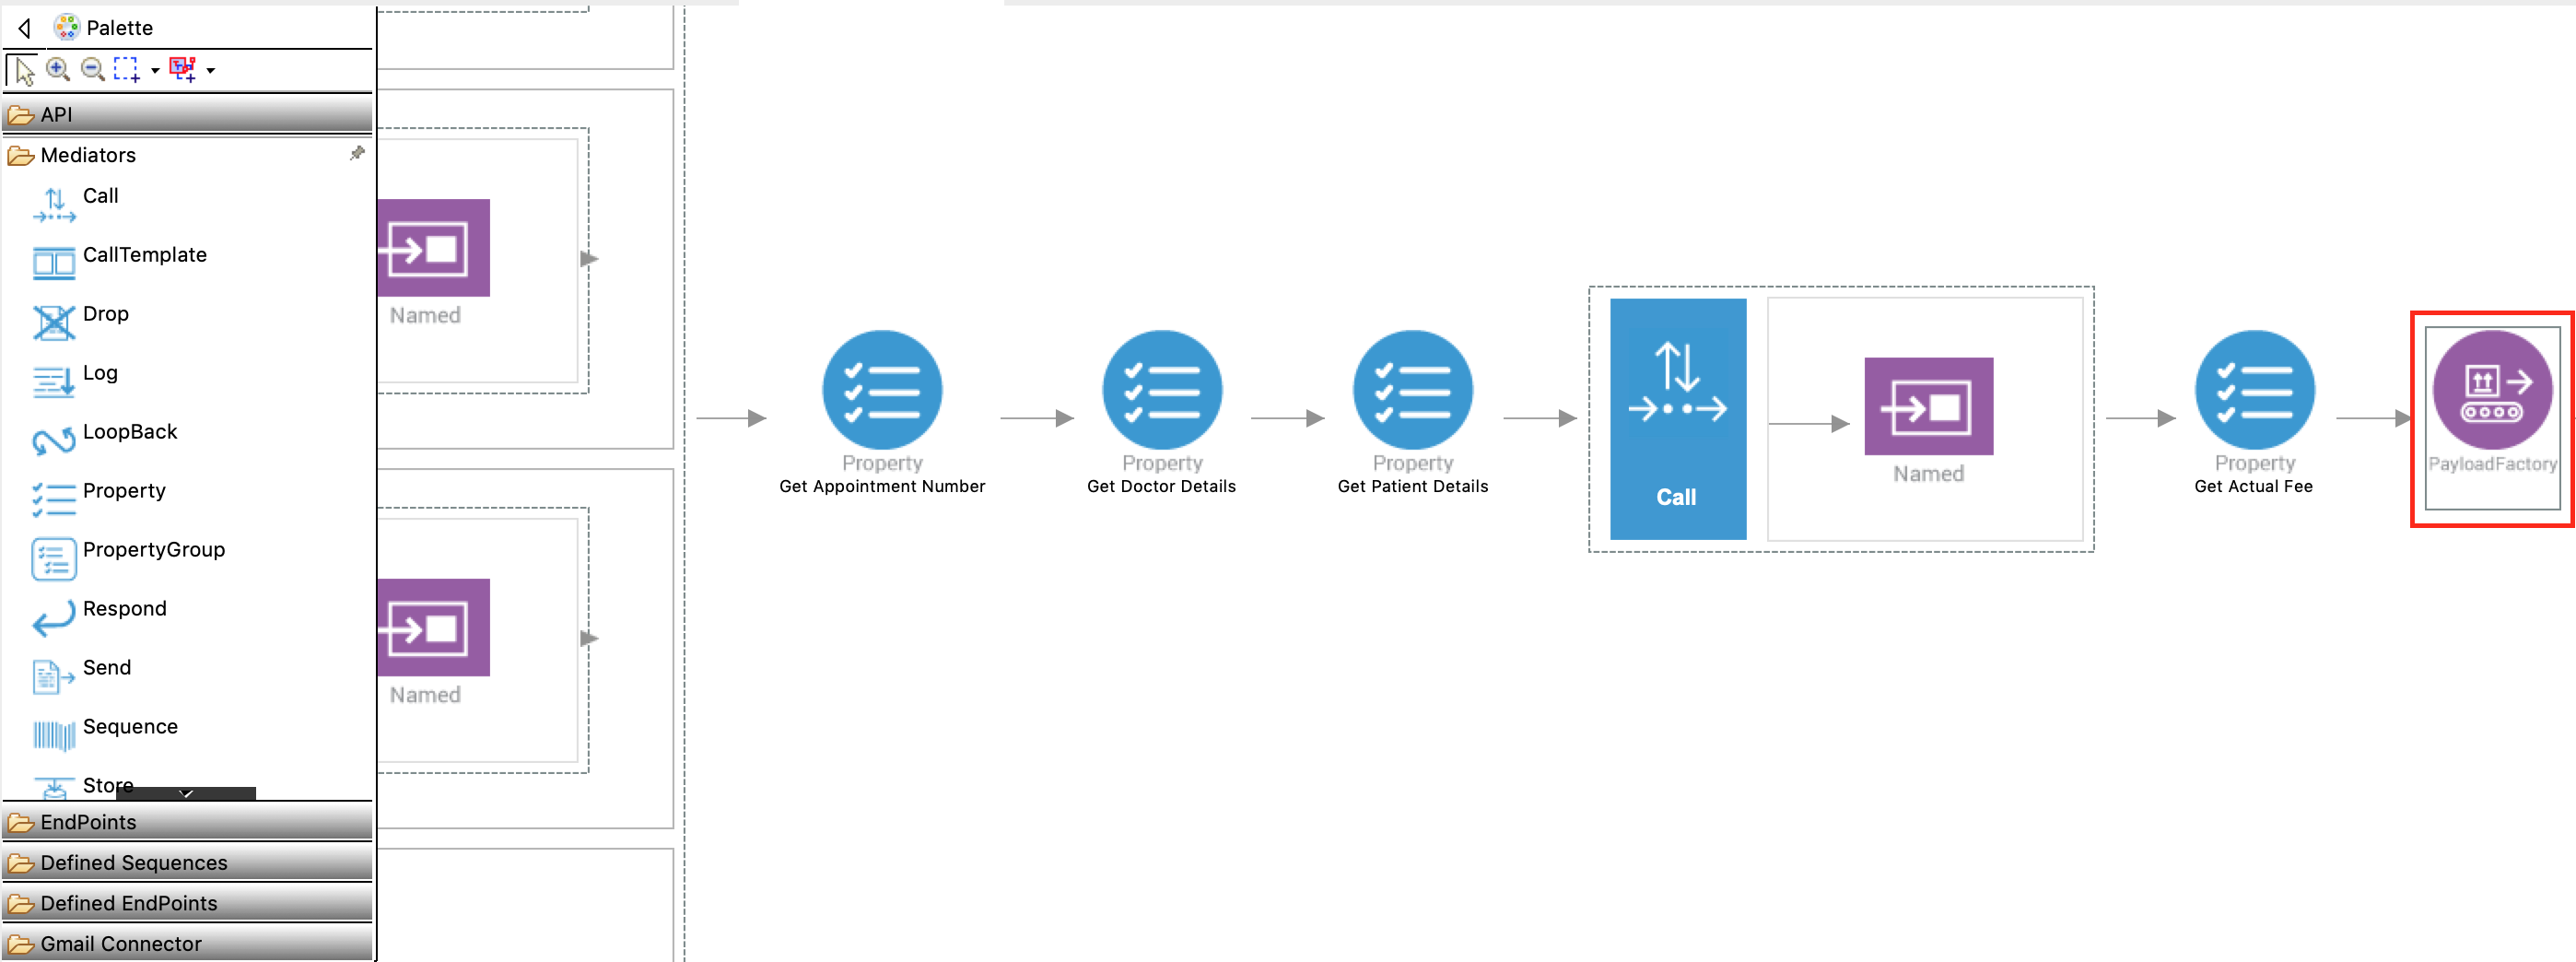 Palette
API
Mediators
Call
CallTemplate
Drop
Log
LoopBack
Property
PropertyGroup
Respond
Send
Sequence
Store
EndPoints
Defined Sequences
Defined EndPoints
Gmail Connector
Named
Named
Property
Get Appointment Number
Property
Get Doctor Details
Property
Get Patient Details
Call
Named
Property
Get Actual Fee
PayloadFactory